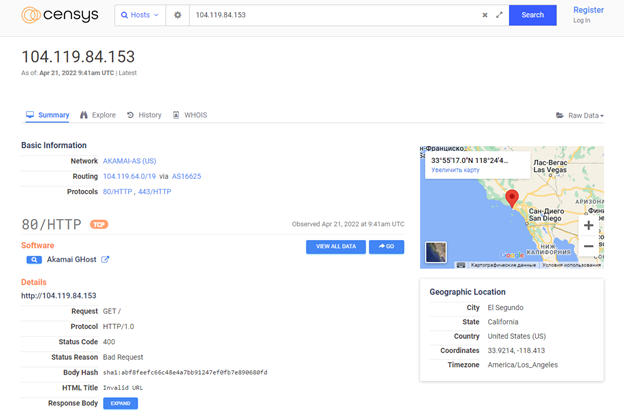 censys
Hosts
104.119.84.153
Search
Register
Log In
104.119.84.153
As of: Apr 21, 2022 9:41am UTC | Latest
Summary
Explore
History
WHOIS
Raw Data
Basic Information
Network AKAMAI-AS (US)
Routing 104.119.64.0/19 via AS16625
Protocols 80/HTTP , 443/HTTP
80/HTTP TCP
Observed Apr 21, 2022 at 9:41am UTC
Software
VIEW ALL DATA
GO
Akamai GHost
Details
http://104.119.84.153
Request GET /
Protocol HTTP/1.0
Status Code 400
Status Reason Bad Request
Body Hash sha1:abf8feefc66c48e4a7bb91247ef0fb7e890680fd
HTML Title Invalid URL
Response Body EXPAND
-Франциско
33°55'17.0"N 118°24'4...
Увеличить карту
Лас-Вегас
Las Vegas
АРИЗОНА
Сан-Диего
San Diego
Фини
НИЖ
КАЛИФОРНИЯ
Google
Картографические данные
Условия использования
Geographic Location
City El Segundo
State California
Country United States (US)
Coordinates 33.9214, -118.413
Timezone America/Los_Angeles